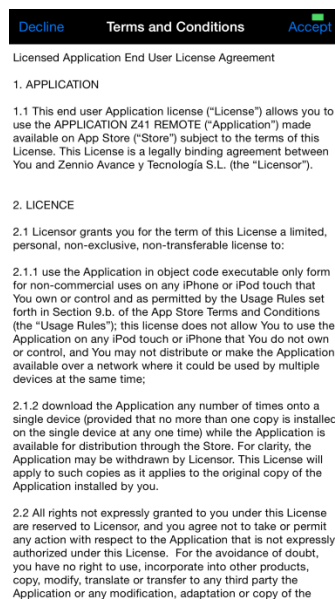 Decline Terms and Conditions Accept
Licensed Application End User License Agreement
1. APPLICATION
1.1 This end user Application license (“License”) allows you to
use the APPLICATION Z41 REMOTE (“Application”) made
available on App Store (“Store”) subject to the terms of this
License. This License is a legally binding agreement between
You and Zennio Avance y Tecnología S.L. (the “Licensor”).
2. LICENCE
2.1 Licensor grants you for the term of this License a limited,
personal, non-exclusive, non-transferable license to:
2.1.1 use the Application in object code executable only form
for non-commercial uses on any iPhone or iPod touch that
You own or control and as permitted by the Usage Rules set
forth in Section 9.b. of the App Store Terms and Conditions
(the “Usage Rules”); this license does not allow You to use the
Application on any iPod touch or iPhone that You do not own
or control, and You may not distribute or make the Application
available over a network where it could be used by multiple
devices at the same time;
2.1.2 download the Application any number of times onto a
single device (provided that no more than one copy is installed
on the single device at any one time) while the Application is
available for distribution through the Store. For clarity, the
Application may be withdrawn by Licensor. This License will
apply to such copies as it applies to the original copy of the
Application installed by you.
2.2 All rights not expressly granted to you under this License
are reserved to Licensor, and you agree not to take or permit
any action with respect to the Application that is not expressly
authorized under this License. For the avoidance of doubt,
you have no right to use, incorporate into other products,
copy, modify, translate or transfer to any third party the
Application or any modification, adaptation or copy of the